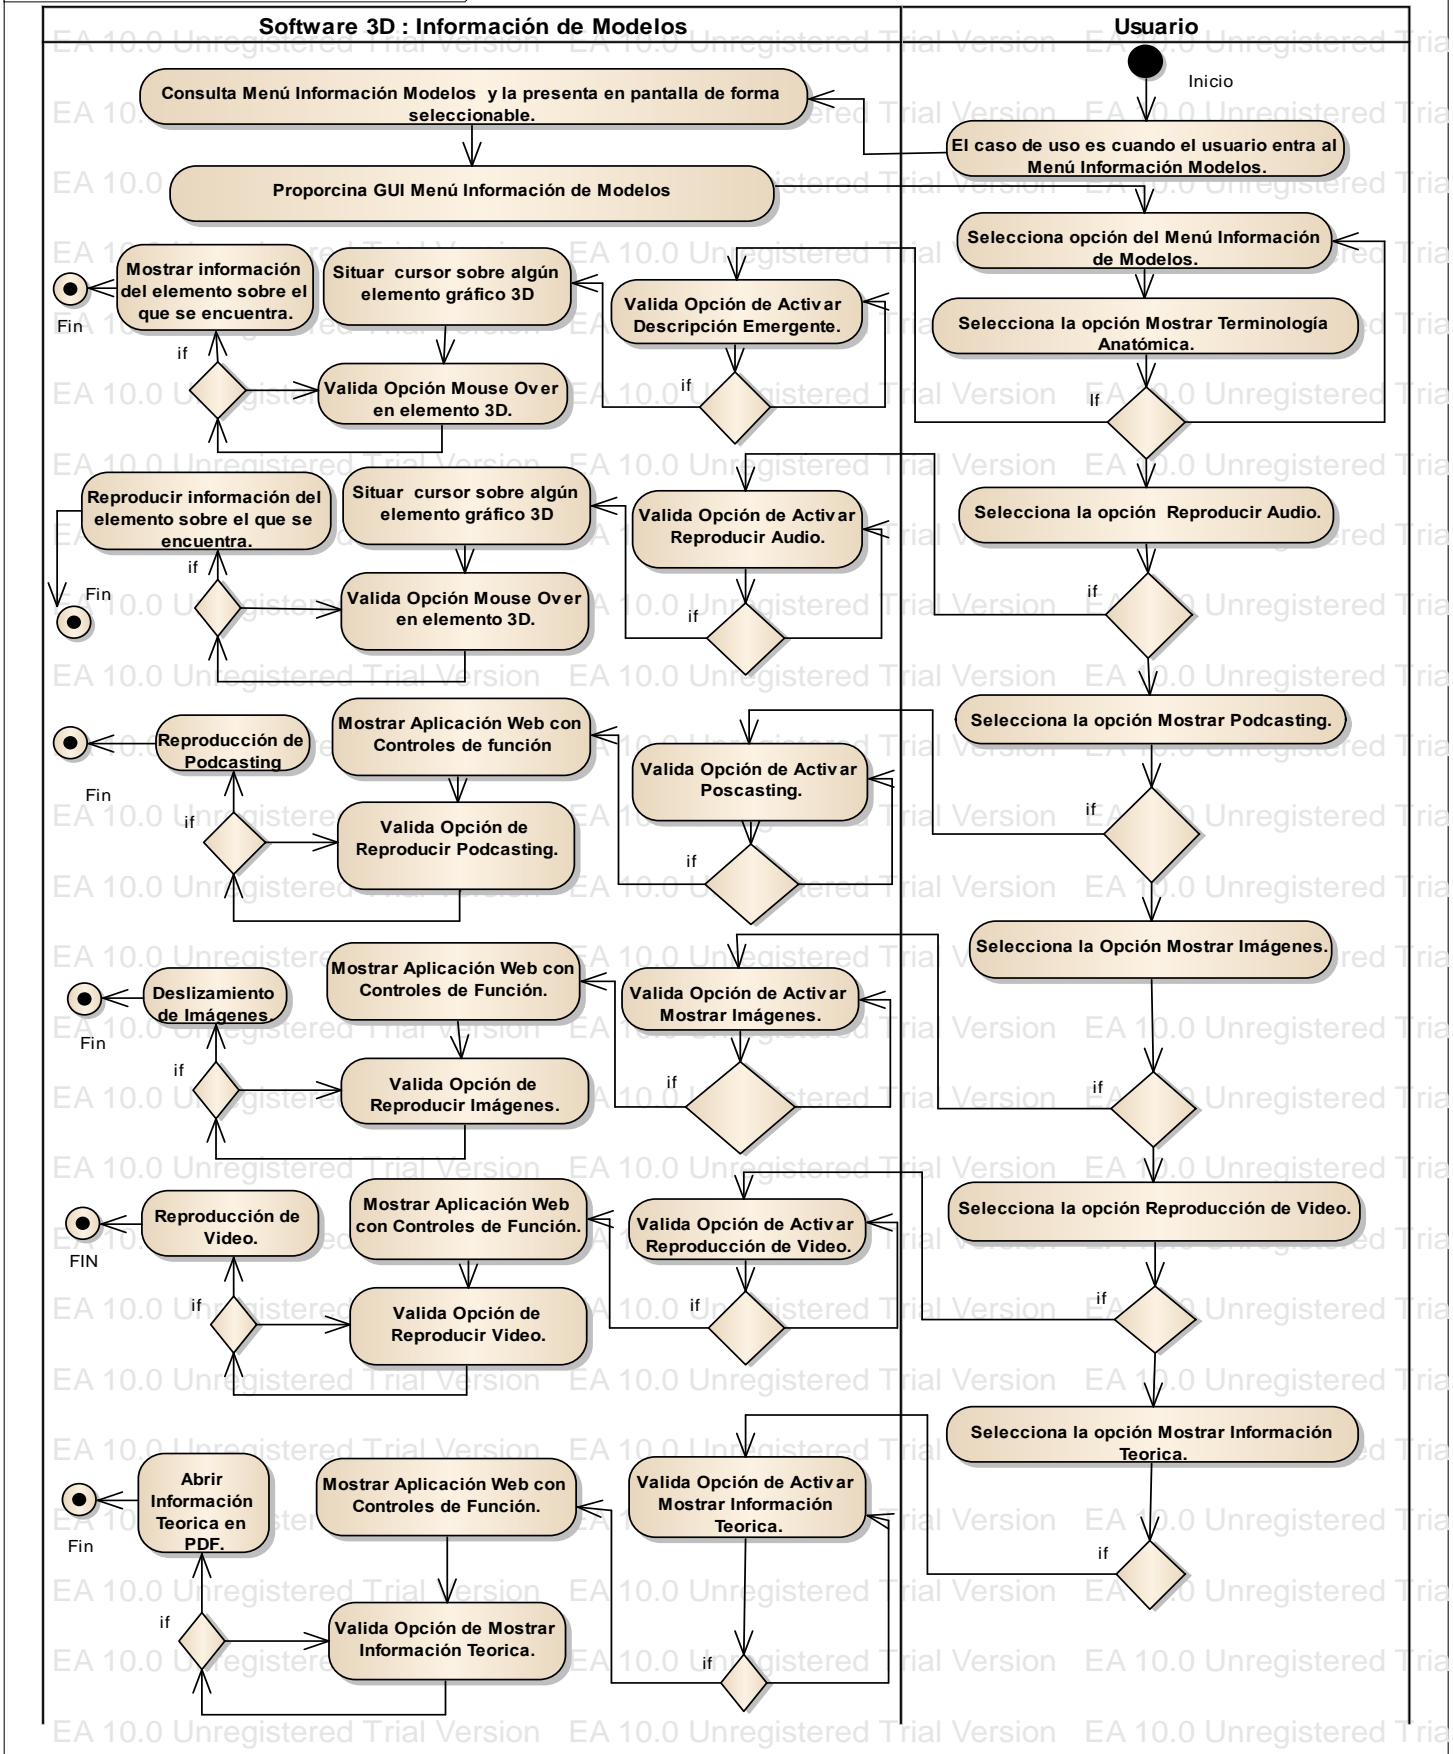 Software 3D : Información de Modelos
Usuario
Inicio
Consulta Menú Información Modelos y la presenta en pantalla de forma
seleccionable.
El caso de uso es cuando el usuario entra al
Menú Información Modelos.
Proporcina GUI Menú Información de Modelos
Selecciona opción del Menú Información
de Modelos.
Mostrar información
del elemento sobre el
que se encuentra.
Situar cursor sobre algún
elemento gráfico 3D
Valida Opción de Activar
Descripción Emergente.
Selecciona la opción Mostrar Terminología
Anatómica.
Fin
if
Valida Opción Mouse Over
en elemento 3D.
if
If
Reproducir información del
elemento sobre el que se
encuentra.
Situar cursor sobre algún
elemento gráfico 3D
Valida Opción de Activar
Reproducir Audio.
Selecciona la opción Reproducir Audio.
if
Fin
Valida Opción Mouse Over
en elemento 3D.
if
if
Reproducción de
Podcasting
Mostrar Aplicación Web con
Controles de función
Valida Opción de Activar
Poscasting.
Selecciona la opción Mostrar Podcasting.
Fin
if
Valida Opción de
Reproducir Podcasting.
if
if
Deslizamiento
de Imágenes.
Mostrar Aplicación Web con
Controles de Función.
Valida Opción de Activar
Mostrar Imágenes.
Selecciona la Opción Mostrar Imágenes.
Fin
if
Valida Opción de
Reproducir Imágenes.
if
if
Reproducción de
Video.
Mostrar Aplicación Web
con Controles de Función.
Valida Opción de Activar
Reproducción de Video.
Selecciona la opción Reproducción de Video.
FIN
if
Valida Opción de
Reproducir Video.
if
if
Abrir
Información
Teorica en
PDF.
Mostrar Aplicación Web con
Controles de Función.
Valida Opción de Activar
Mostrar Información
Teorica.
Selecciona la opción Mostrar Información
Teorica.
Fin
if
Valida Opción de Mostrar
Información Teorica.
if
if
EA 10.0 Unregistered Trial Version